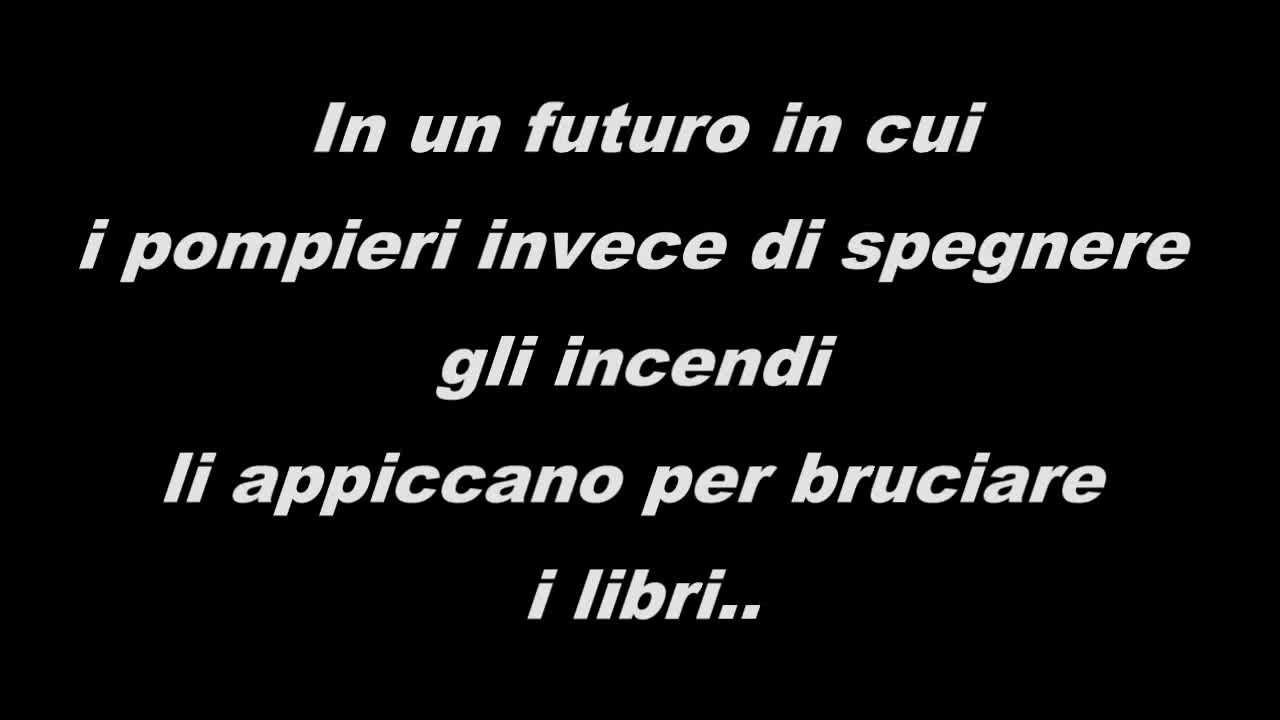 In un futuro in cui
i pompieri invece di spegnere
gli incendi
li appiccano per bruciare
i libri..